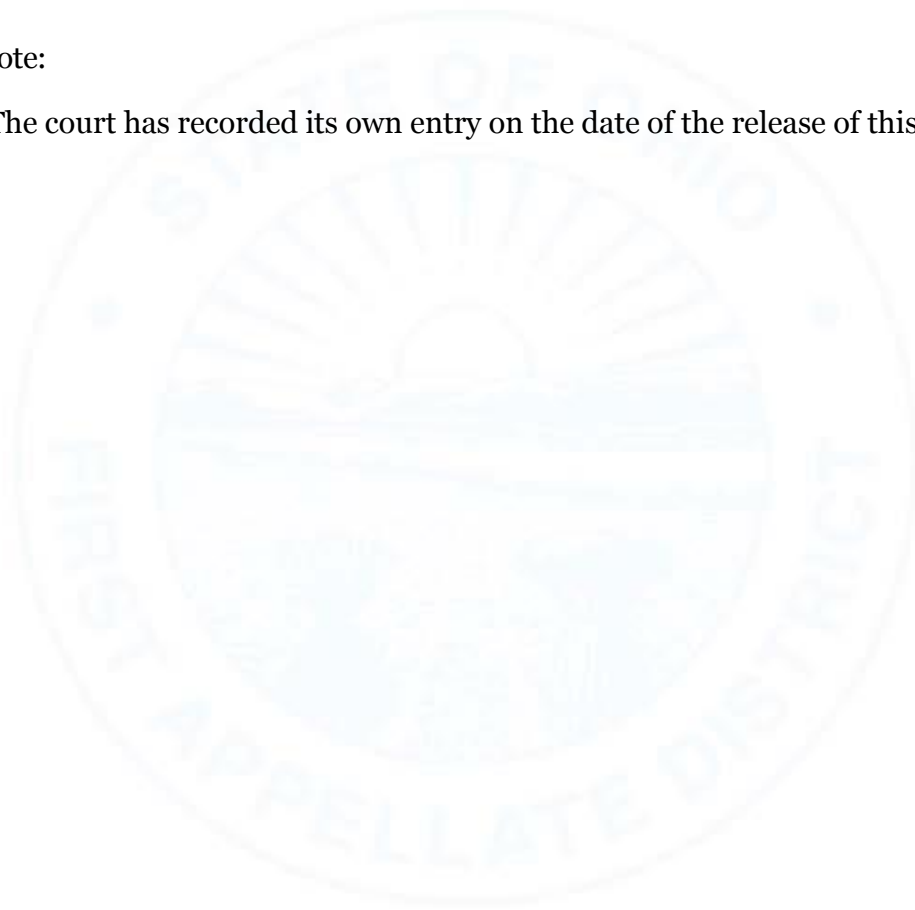 ote:
The court has recorded its own entry on the date of the release of this
STATE OF OHIO
FIRST APPELLATE DISTRICT